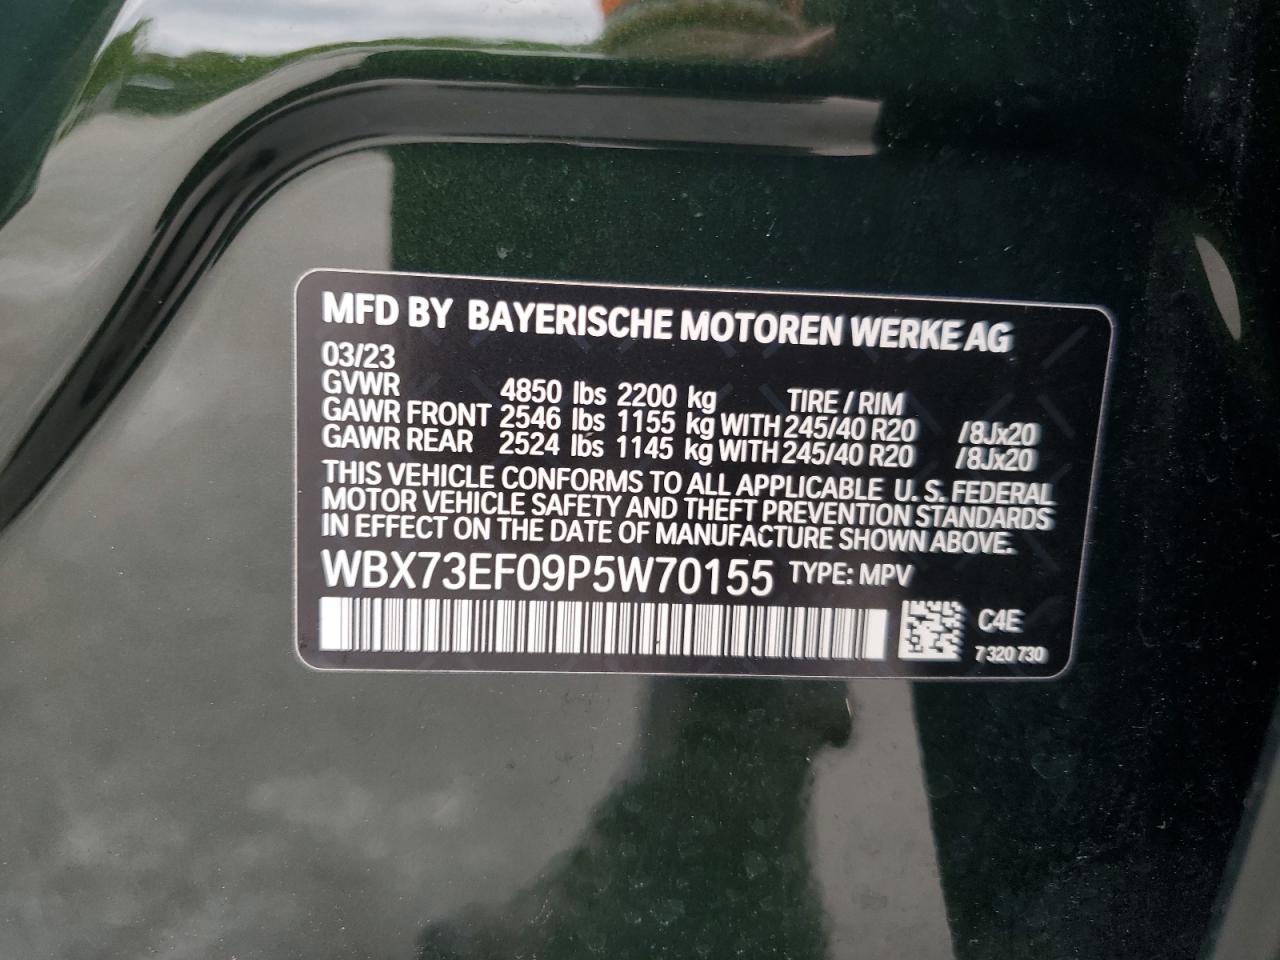 MFD BY BAYERISCHE MOTOREN WERKE AG
03/23
GVWR 4850 lbs 2200 kg TIRE / RIM
GAWR FRONT 2546 lbs 1155 kg WITH 245/40 R20 /8Jx20
GAWR REAR 2524 lbs 1145 kg WITH 245/40 R20 /8Jx20
THIS VEHICLE CONFORMS TO ALL APPLICABLE U. S. FEDERAL
MOTOR VEHICLE SAFETY AND THEFT PREVENTION STANDARDS
IN EFFECT ON THE DATE OF MANUFACTURE SHOWN ABOVE.
WBX73EF09P5W70155 TYPE: MPV
C4E
7 320 730